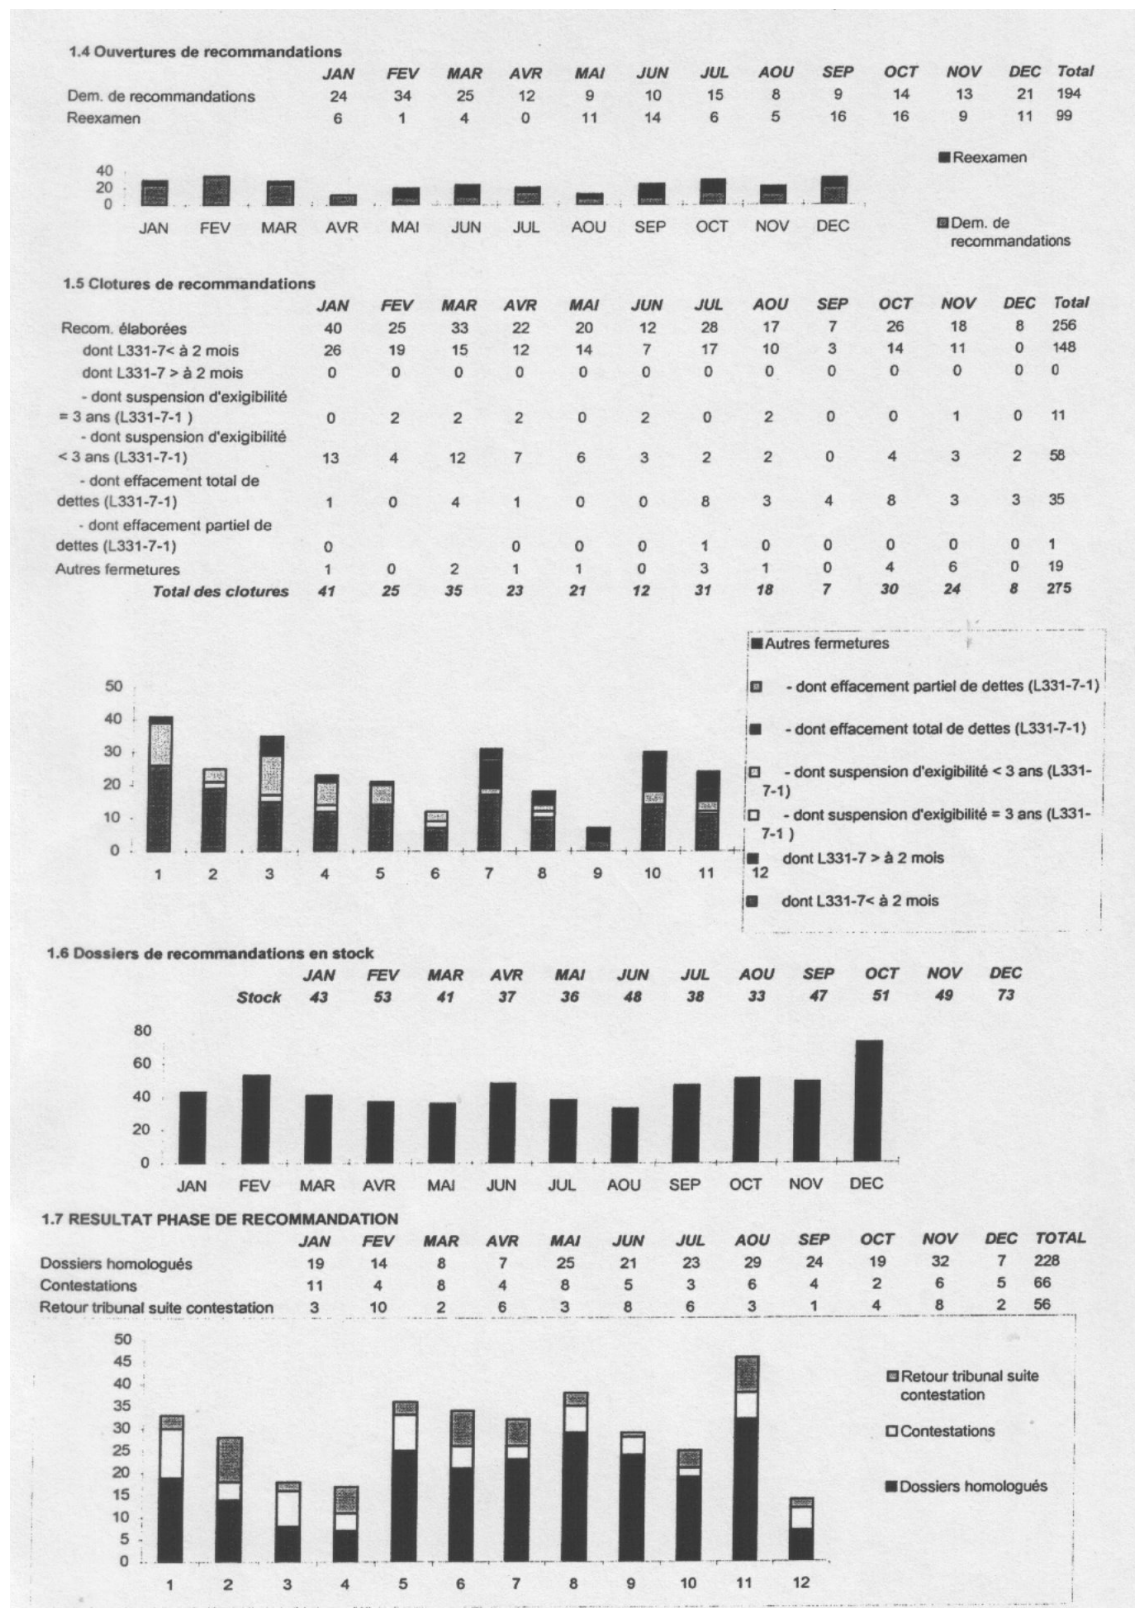 1.4 Ouvertures de recommandations
JAN FEV MAR AVR MAI JUN JUL AOU SEP OCT NOV DEC Total
Dem. de recommandations 24 34 25 12 9 10 15 8 9 14 13 21 194
Reexamen 6 1 4 0 11 14 6 5 16 16 9 11 99
40
20
0
JAN FEV MAR AVR MAI JUN JUL AOU SEP OCT NOV DEC
Reexamen
Dem. de
recommandations
1.5 Clotures de recommandations
JAN FEV MAR AVR MAI JUN JUL AOU SEP OCT NOV DEC Total
Recom. élaborées 40 25 33 22 20 12 28 17 7 26 18 8 256
dont L331-7< à 2 mois 26 19 15 12 14 7 17 10 3 14 11 0 148
dont L331-7 > à 2 mois 0 0 0 0 0 0 0 0 0 0 0 0 0
- dont suspension d'exigibilité
= 3 ans (L331-7-1 ) 0 2 2 2 0 2 0 2 0 0 1 0 11
- dont suspension d'exigibilité
< 3 ans (L331-7-1) 13 4 12 7 6 3 2 2 0 4 3 2 58
- dont effacement total de
dettes (L331-7-1) 1 0 4 1 0 0 8 3 4 8 3 3 35
- dont effacement partiel de
dettes (L331-7-1) 0 0 0 0 1 0 0 0 0 0 1
Autres fermetures 1 0 2 1 1 0 3 1 0 4 6 0 19
Total des clotures 41 25 35 23 21 12 31 18 7 30 24 8 275
50
40
30
20
10
0
1 2 3 4 5 6 7 8 9 10 11 12
Autres fermetures
- dont effacement partiel de dettes (L331-7-1)
- dont effacement total de dettes (L331-7-1)
- dont suspension d'exigibilité < 3 ans (L331-
7-1)
- dont suspension d'exigibilité = 3 ans (L331-
7-1 )
dont L331-7 > à 2 mois
dont L331-7< à 2 mois
1.6 Dossiers de recommandations en stock
JAN FEV MAR AVR MAI JUN JUL AOU SEP OCT NOV DEC
Stock 43 53 41 37 36 48 38 33 47 51 49 73
80
60
40
20
0
JAN FEV MAR AVR MAI JUN JUL AOU SEP OCT NOV DEC
1.7 RESULTAT PHASE DE RECOMMANDATION
JAN FEV MAR AVR MAI JUN JUL AOU SEP OCT NOV DEC TOTAL
Dossiers homologués 19 14 8 7 25 21 23 29 24 19 32 7 228
Contestations 11 4 8 4 8 5 3 6 4 2 6 5 66
Retour tribunal suite contestation 3 10 2 6 3 8 6 3 1 4 8 2 56
50
45
40
35
30
25
20
15
10
5
0
1 2 3 4 5 6 7 8 9 10 11 12
Retour tribunal suite
contestation
Contestations
Dossiers homologués